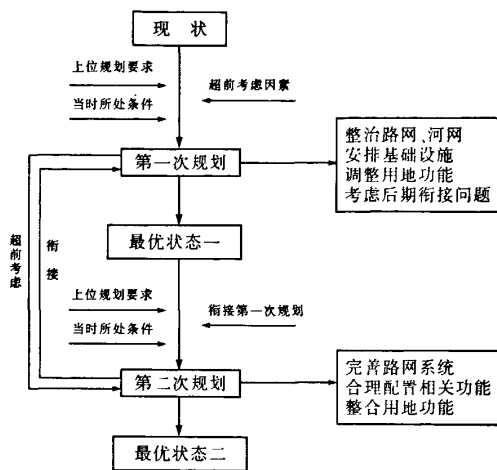 现 状
上位规划要求
超前考虑因素
当时所处条件
第一次规划
整治路网、河网
安排基础设施
调整用地功能
考虑后期衔接问题
最优状态一
超前考虑
衔接
上位规划要求
衔接第一次规划
当时所处条件
第二次规划
完善路网系统
合理配置相关功能
整合用地功能
最优状态二